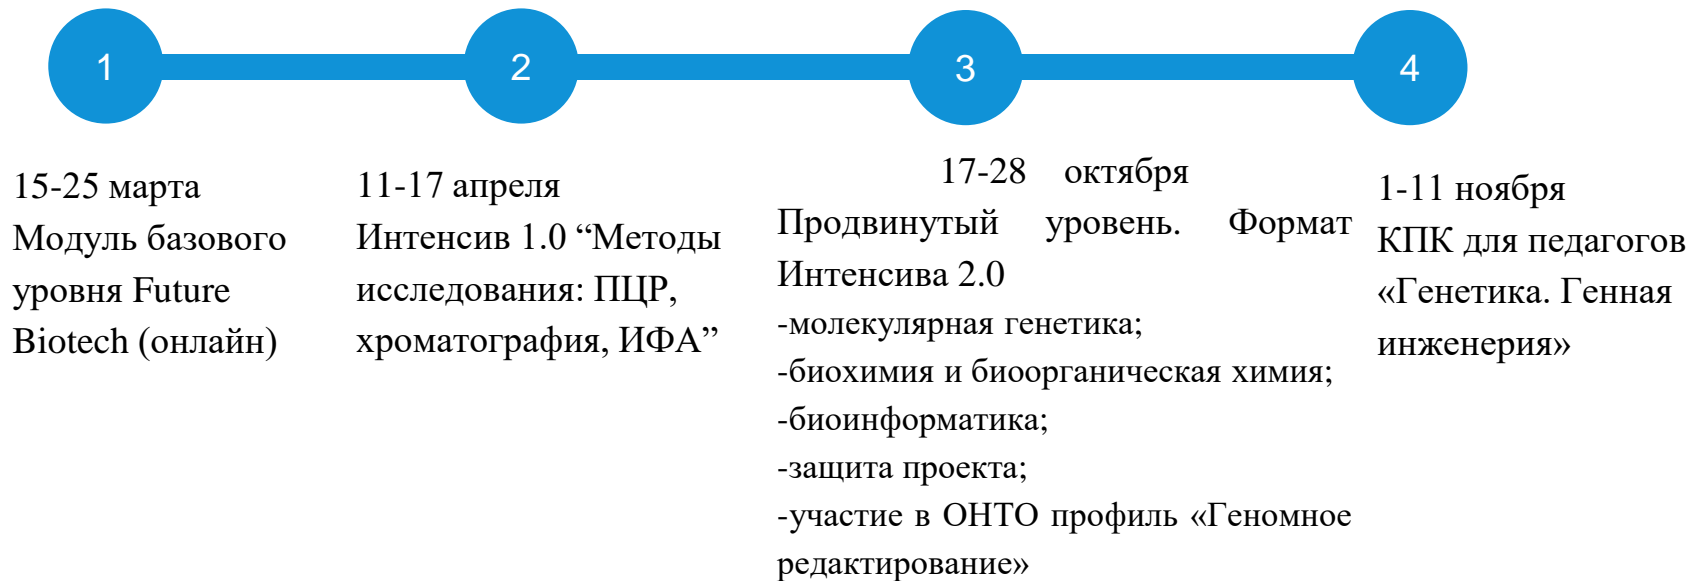 1
2
3
4
15-25 марта
Модуль базового
уровня Future
Biotech (онлайн)
11-17 апреля
Интенсив 1.0 “Методы
исследования: ПЦР,
хроматография, ИФА”
17-28 октября
Продвинутый уровень. Формат
Интенсива 2.0
-молекулярная генетика;
-биохимия и биоорганическая химия;
-биоинформатика;
-защита проекта;
-участие в ОНТО профиль «Геномное
редактирование»
1-11 ноября
КПК для педагогов
«Генетика. Генная
инженерия»